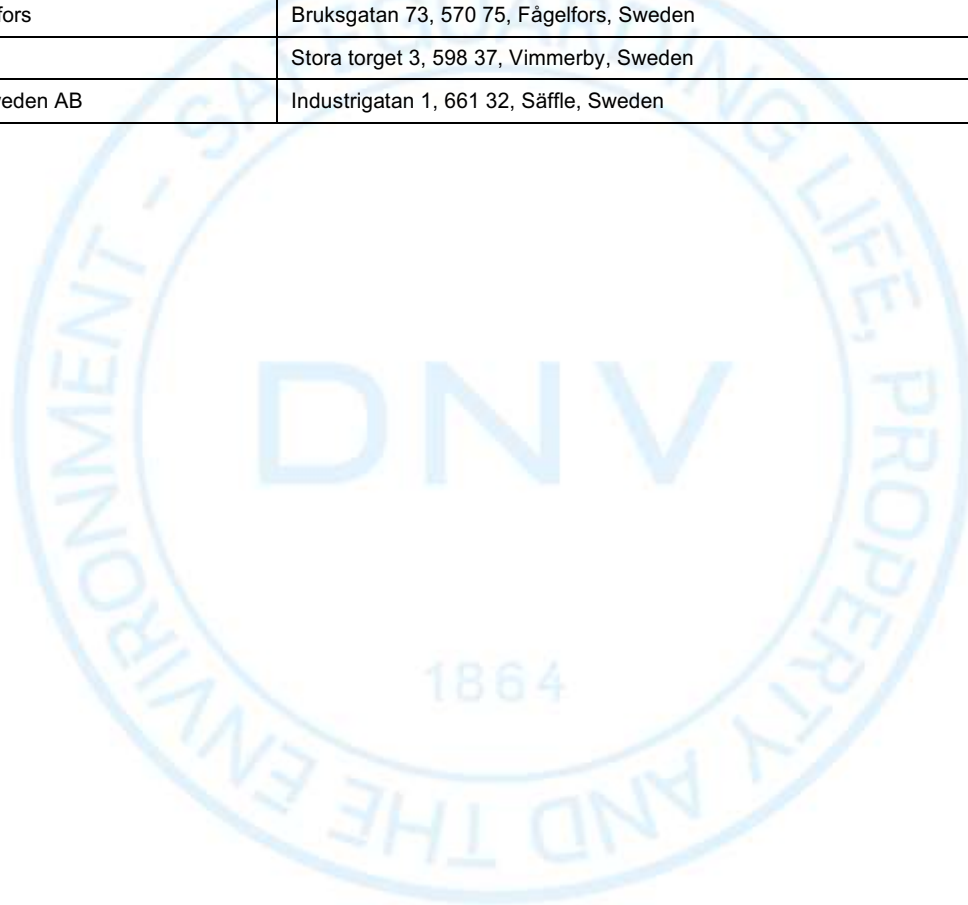 fors Bruksgatan 73, 570 75, Fågelfors, Sweden
Stora torget 3, 598 37, Vimmerby, Sweden
eden AB Industrigatan 1, 661 32, Säffle, Sweden
SAFEGUARDING LIFE, PROPERTY AND THE ENVIRONMENT -
DNV
1864